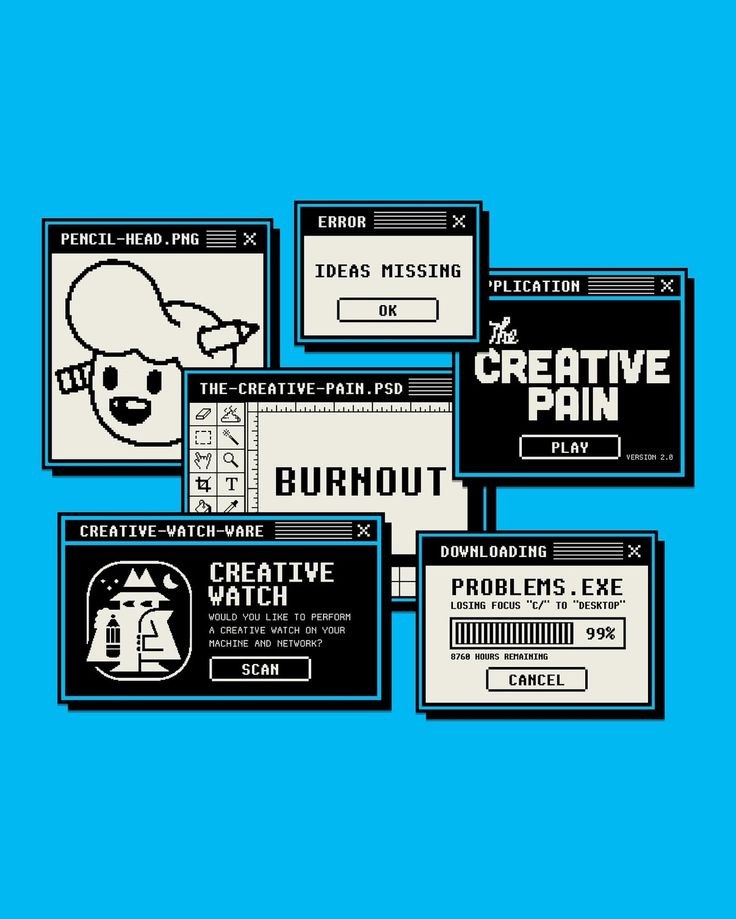 PENCIL-HEAD.PNG
ERROR
IDEAS MISSING
OK
PPLICATION
The
CREATIVE
PAIN
PLAY
VERSION 2.0
THE-CREATIVE-PAIN.PSD
T
BURNOUT
CREATIVE-WATCH-WARE
CREATIVE
WATCH
WOULD YOU LIKE TO PERFORM
A CREATIVE WATCH ON YOUR
MACHINE AND NETWORK?
SCAN
DOWNLOADING
PROBLEMS.EXE
LOSING FOCUS "C/" TO "DESKTOP"
99%
8760 HOURS REMAINING
CANCEL